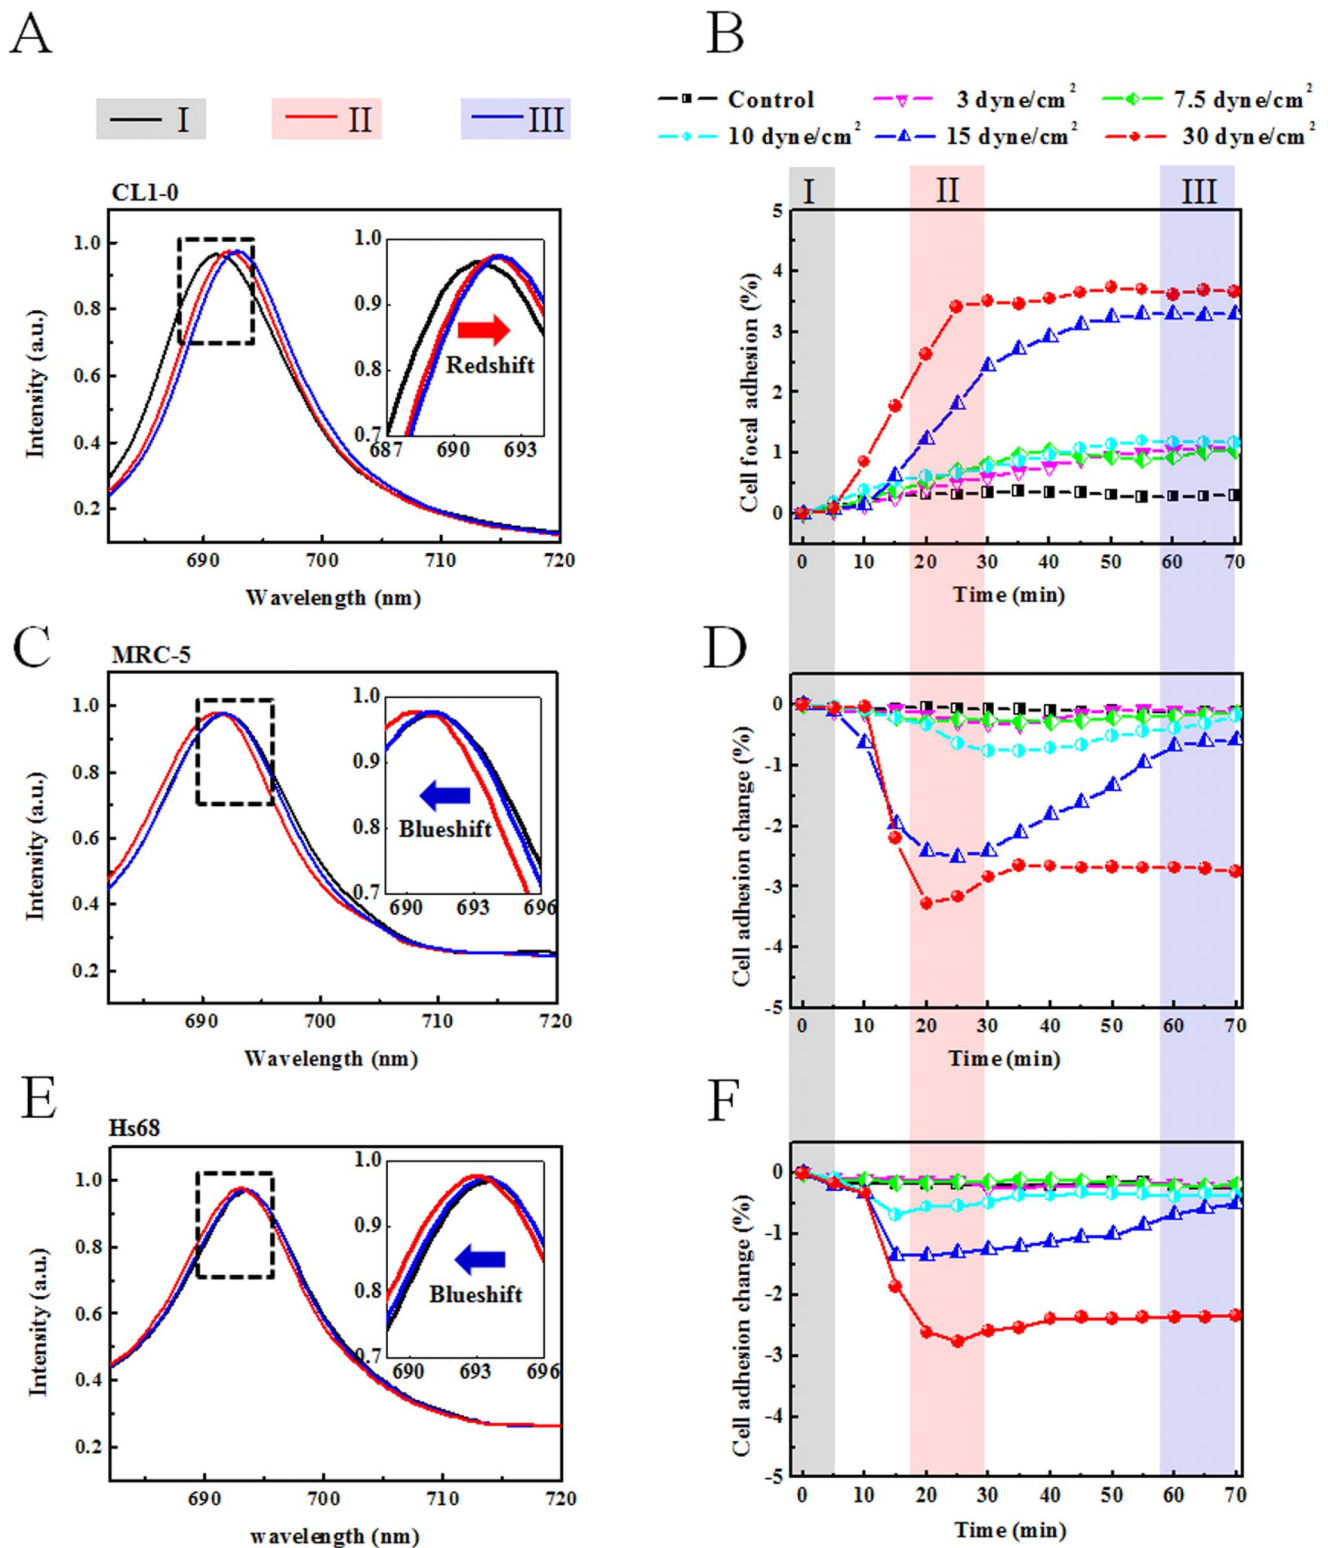 A
B
I II III
Control 3 dyne/cm² 7.5 dyne/cm²
10 dyne/cm² 15 dyne/cm² 30 dyne/cm²
CL1-0
Intensity (a.u.)
1.0
0.8
0.6
0.4
0.2
690 700 710 720
Wavelength (nm)
1.0
0.9
0.8
0.7
687 690 693
Redshift
I II III
Cell focal adhesion (%)
5
4
3
2
1
0
0 10 20 30 40 50 60 70
Time (min)
C
MRC-5
Intensity (a.u.)
1.0
0.8
0.6
0.4
0.2
690 700 710 720
Wavelength (nm)
1.0
0.9
0.8
0.7
690 693 696
Blueshift
D
Cell adhesion change (%)
0
-1
-2
-3
-4
-5
0 10 20 30 40 50 60 70
Time (min)
E
Hs68
Intensity (a.u.)
1.0
0.8
0.6
0.4
0.2
690 700 710 720
wavelength (nm)
1.0
0.9
0.8
0.7
690 693 696
Blueshift
F
Cell adhesion change (%)
0
-1
-2
-3
-4
-5
0 10 20 30 40 50 60 70
Time (min)